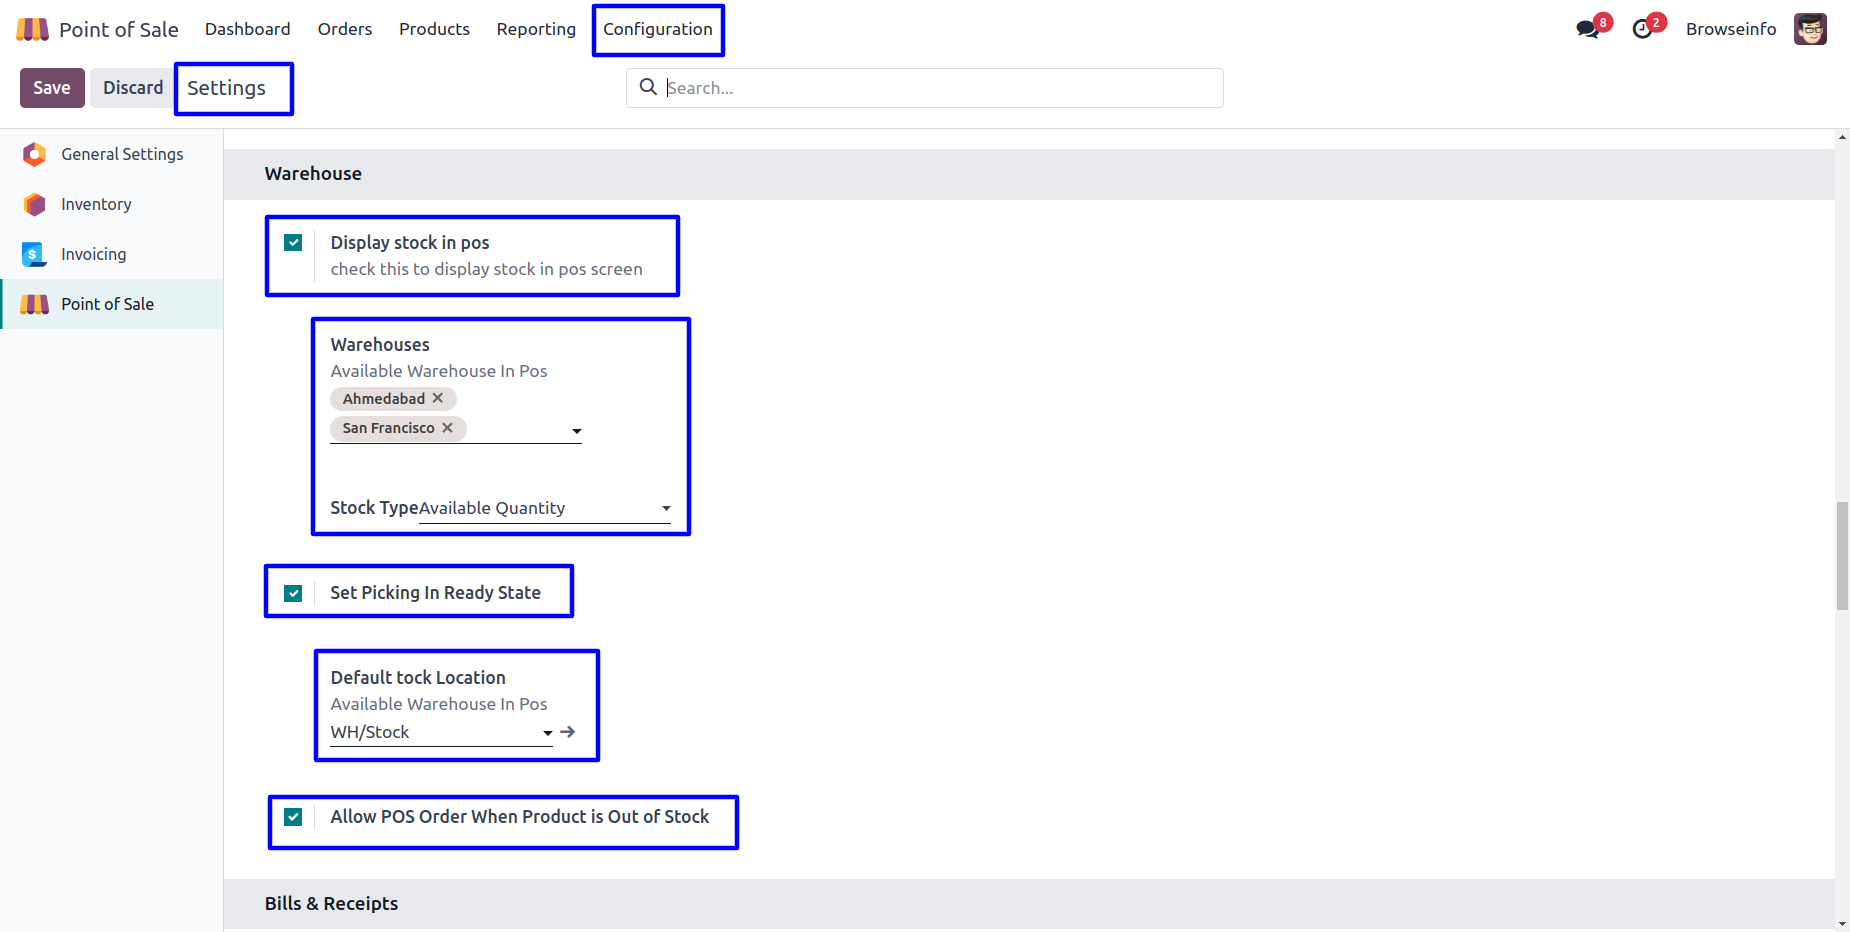 Point of Sale Dashboard Orders Products Reporting Configuration 8 2 Browseinfo
Save Discard Settings Search...
General Settings
Inventory
Invoicing
Point of Sale
Warehouse
Display stock in pos
check this to display stock in pos screen
Warehouses
Available Warehouse In Pos
Ahmedabad ✕
San Francisco ✕
Stock Type Available Quantity
Set Picking In Ready State
Default tock Location
Available Warehouse In Pos
WH/Stock
Allow POS Order When Product is Out of Stock
Bills & Receipts